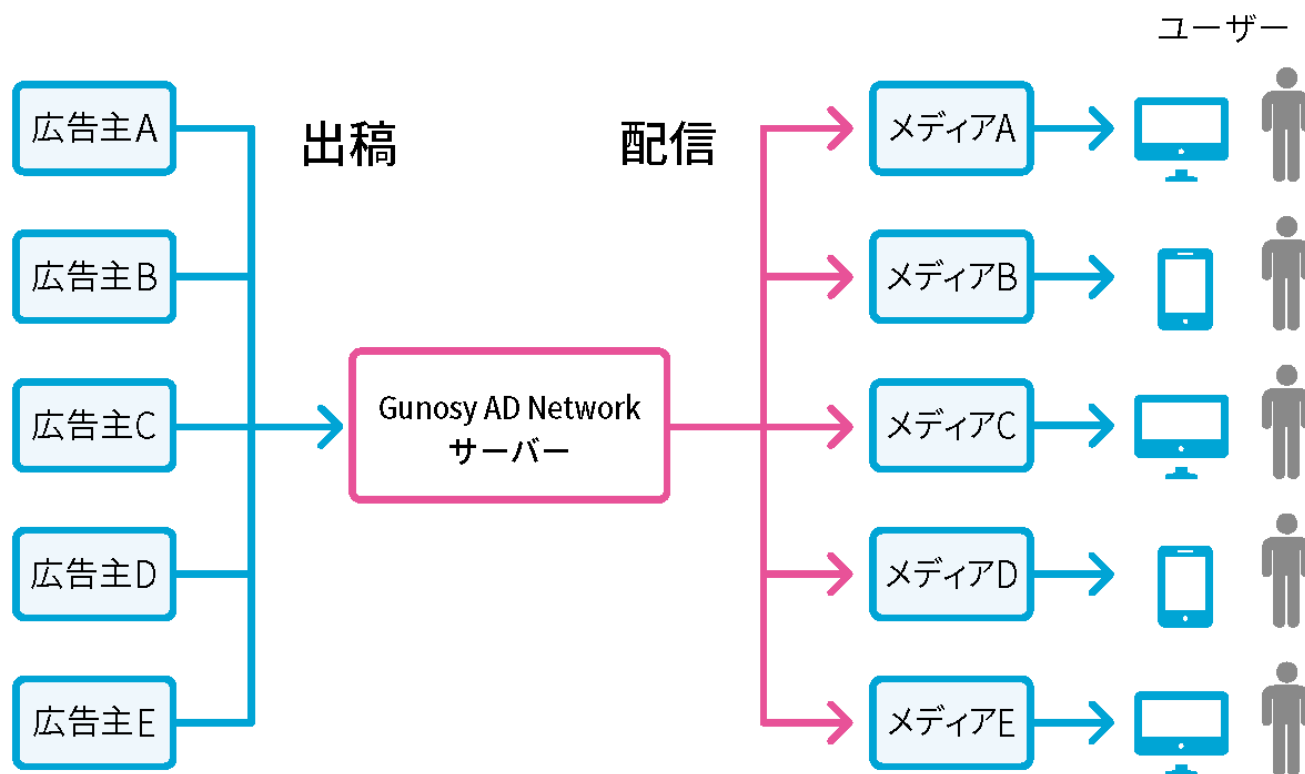 ユーザー
広告主A
出稿
配信
メディアA
広告主B
メディアB
広告主C
Gunosy AD Network
サーバー
メディアC
広告主D
メディアD
広告主E
メディアE